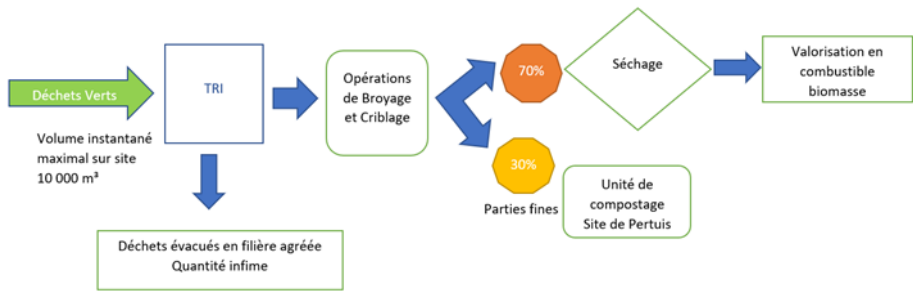 Déchets Verts
Volume instantané
maximal sur site
10 000 m³
TRI
Déchets évacués en filière agréée
Quantité infime
Opérations
de Broyage
et Criblage
70%
Séchage
Valorisation en
combustible
biomasse
30%
Parties fines
Unité de
compostage
Site de Pertuis